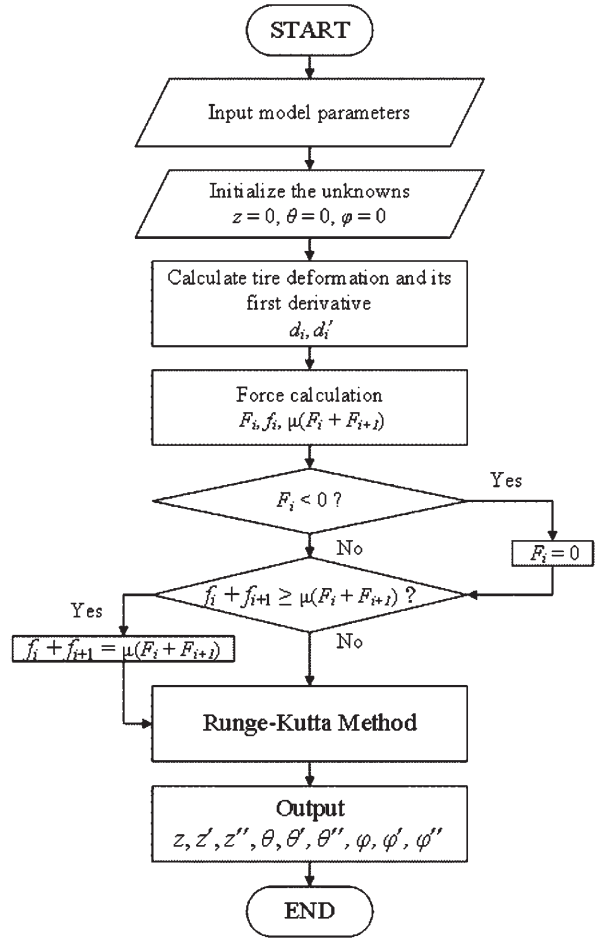 START
Input model parameters
Initialize the unknowns
z = 0, θ = 0, φ = 0
Calculate tire deformation and its
first derivative
dᵢ, dᵢ′
Force calculation
Fᵢ, fᵢ, μ(Fᵢ + Fᵢ₊₁)
Fᵢ < 0 ?
Yes
Fᵢ = 0
No
fᵢ + fᵢ₊₁ ≥ μ(Fᵢ + Fᵢ₊₁) ?
Yes
fᵢ + fᵢ₊₁ = μ(Fᵢ + Fᵢ₊₁)
No
Runge-Kutta Method
Output
z, z′, z″, θ, θ′, θ″, φ, φ′, φ″
END